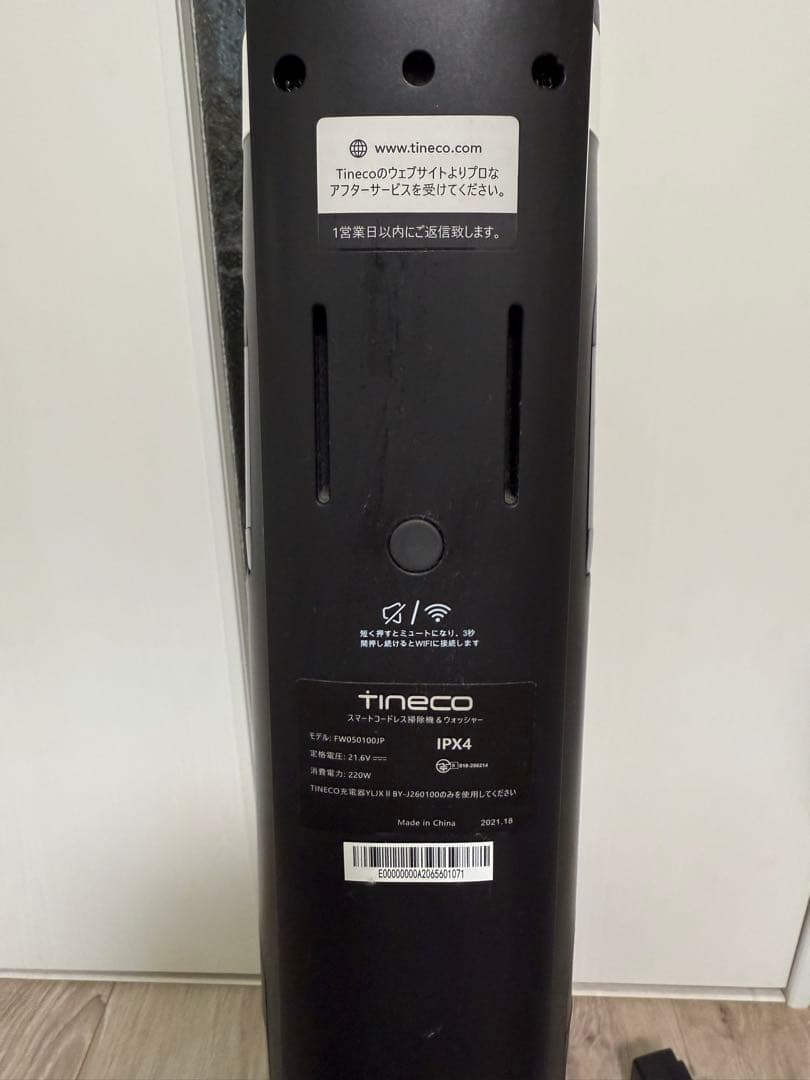 www.tineco.com
Tinecoのウェブサイトよりプロな
アフターサービスを受けてください。
1営業日以内にご返信致します。
短く押すとミュートになり、3秒
間押し続けるとWIFIに接続します
TINECO
スマートコードレス掃除機＆ウォッシャー
モデル: FW050100JP
IPX4
定格電圧: 21.6V
018-200214
消費電力: 220W
TINECO充電器YLJXⅡBY-J260100のみを使用してください
Made in China 2021.18
E00000000A2065601071